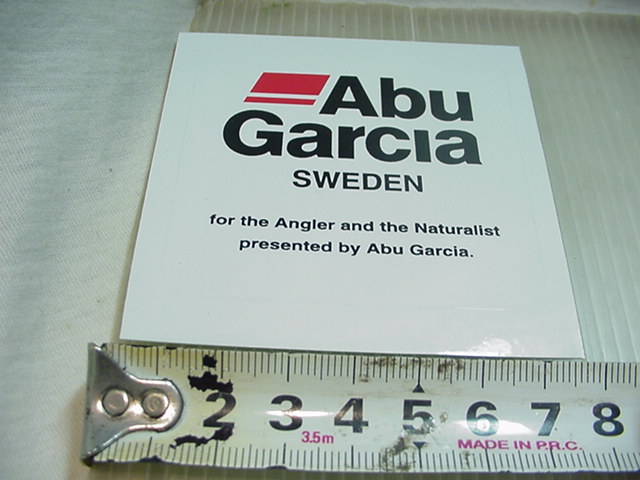 Abu
Garcia
SWEDEN
for the Angler and the Naturalist
presented by Abu Garcia.
2 3 4 5 6 7 8
3.5m MADE IN P.R.C.